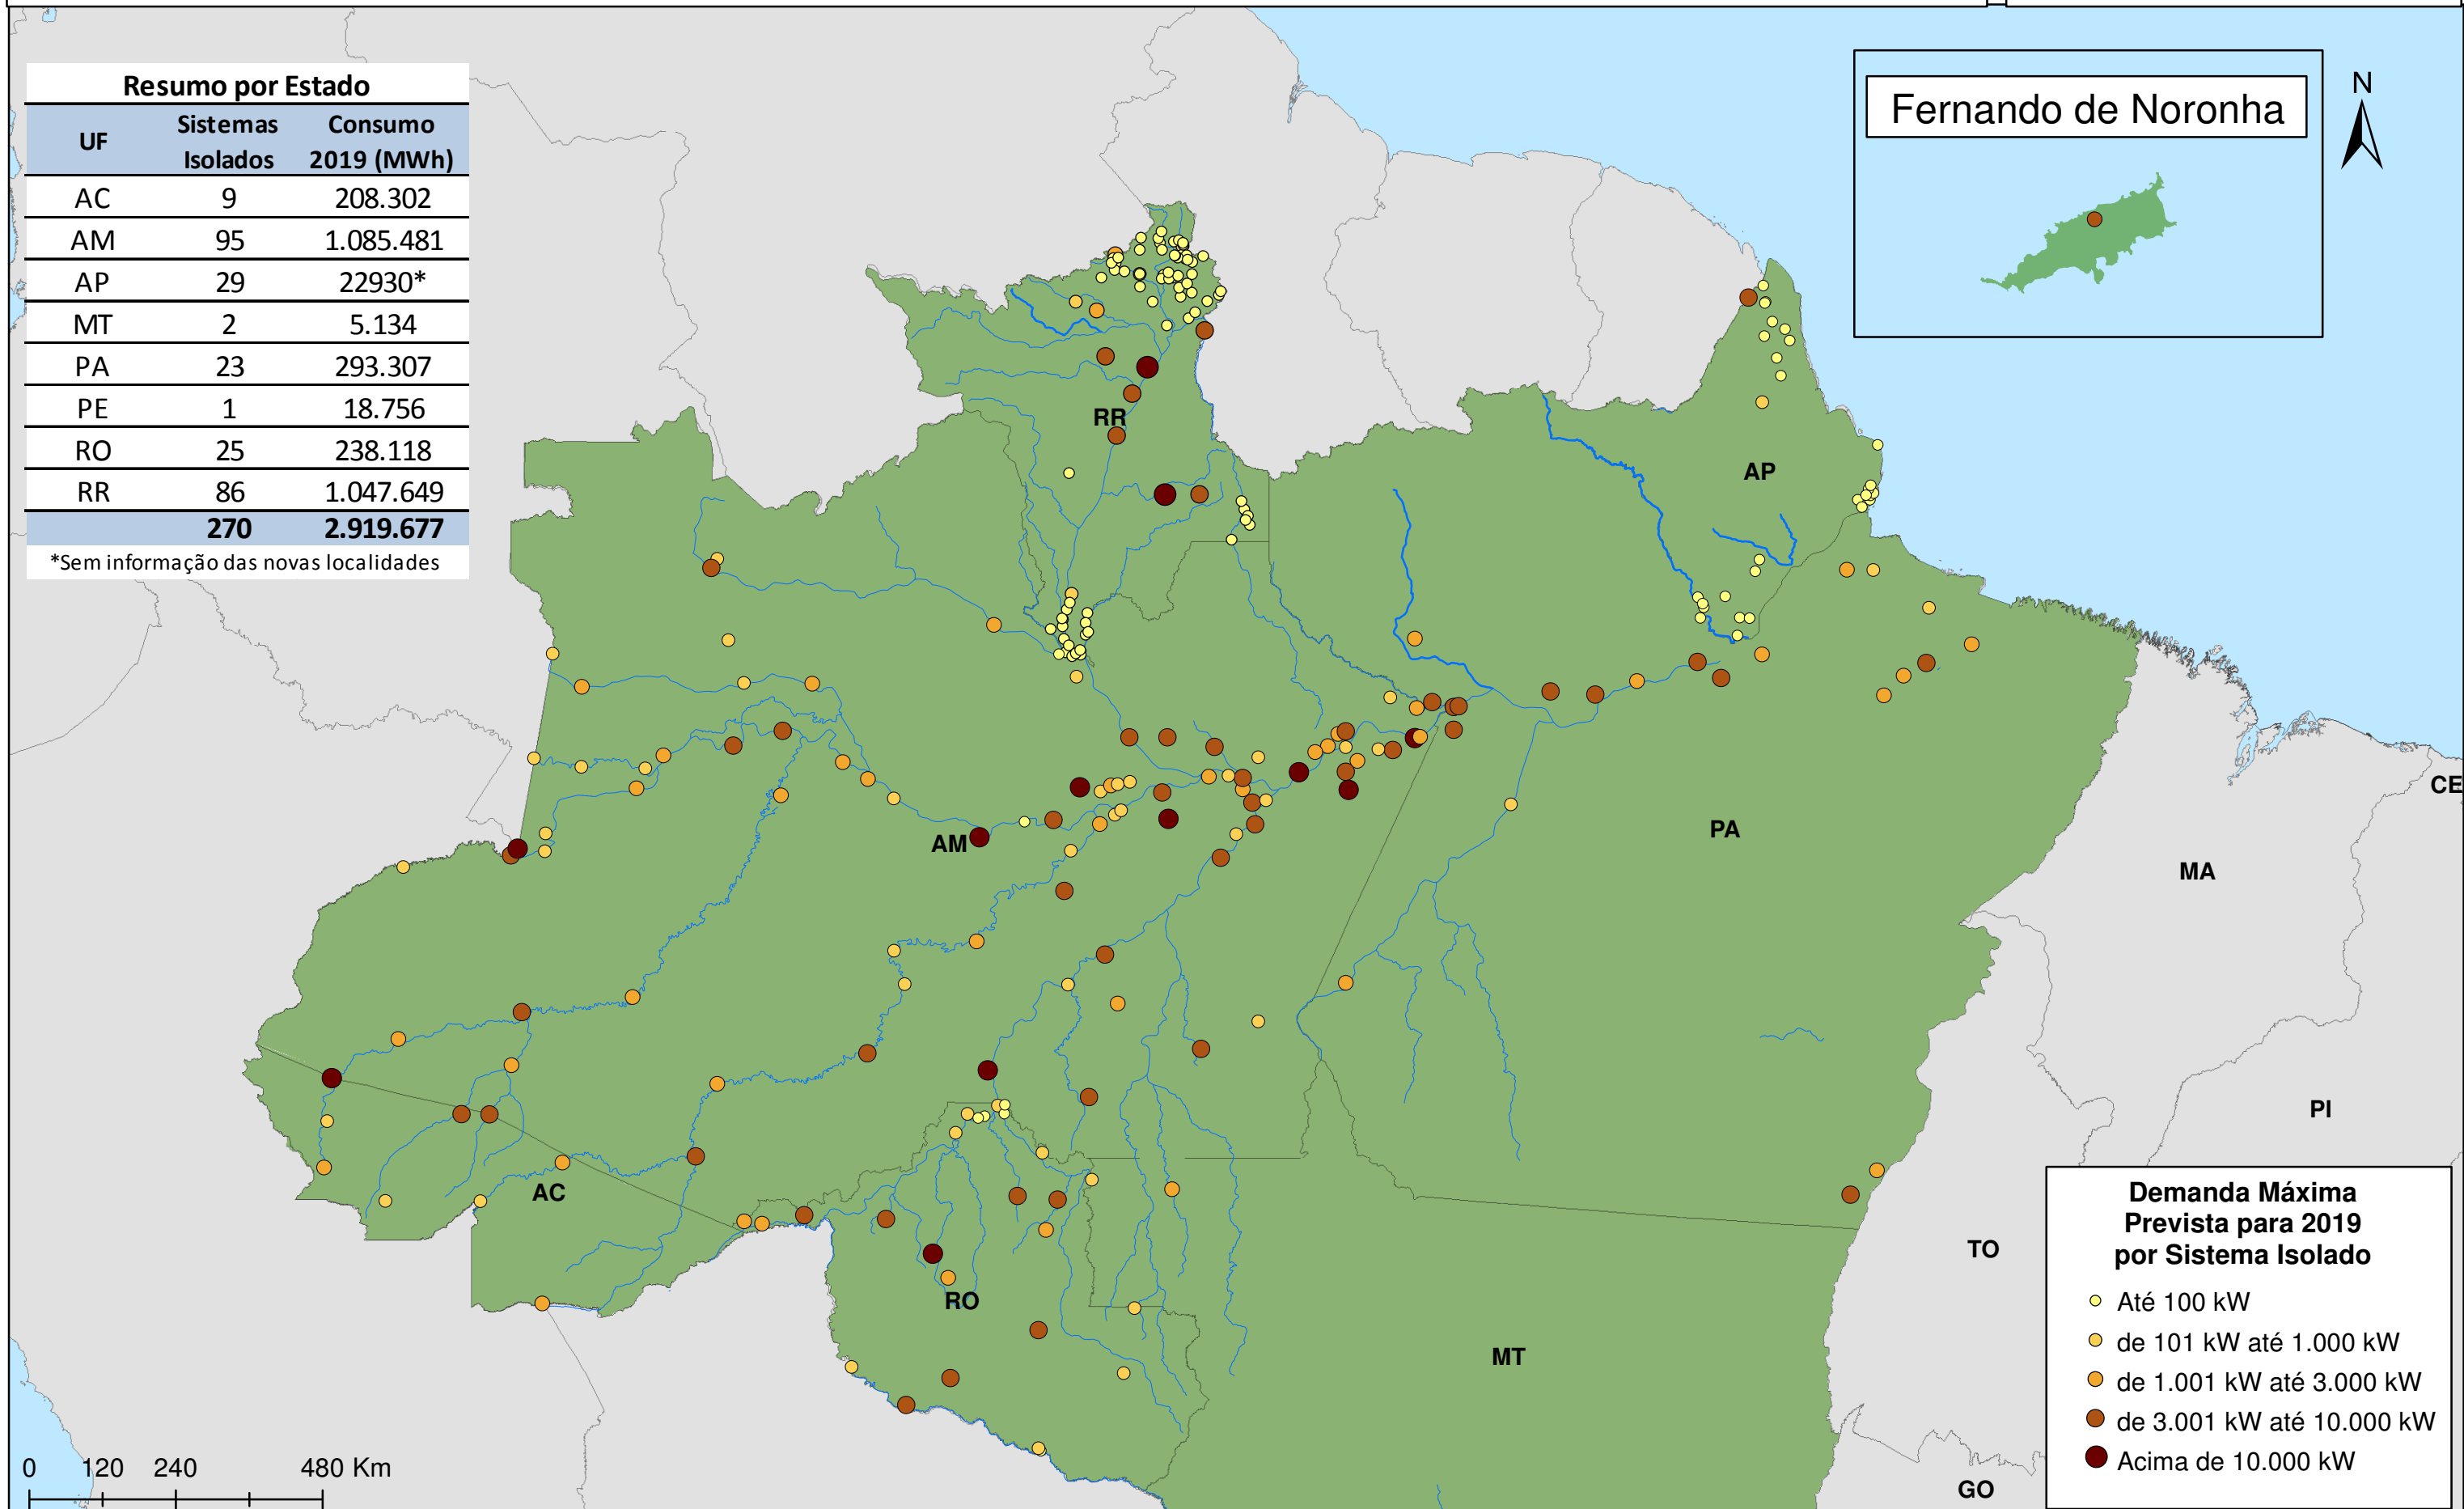 Resumo por Estado
UF Sistemas Isolados Consumo 2019 (MWh)
AC 9 208.302
AM 95 1.085.481
AP 29 22930*
MT 2 5.134
PA 23 293.307
PE 1 18.756
RO 25 238.118
RR 86 1.047.649
270 2.919.677
*Sem informação das novas localidades
Fernando de Noronha
N
RR
AP
AM
PA
CE
MA
PI
AC
TO
RO
MT
GO
Demanda Máxima
Prevista para 2019
por Sistema Isolado
Até 100 kW
de 101 kW até 1.000 kW
de 1.001 kW até 3.000 kW
de 3.001 kW até 10.000 kW
Acima de 10.000 kW
0 120 240 480 Km